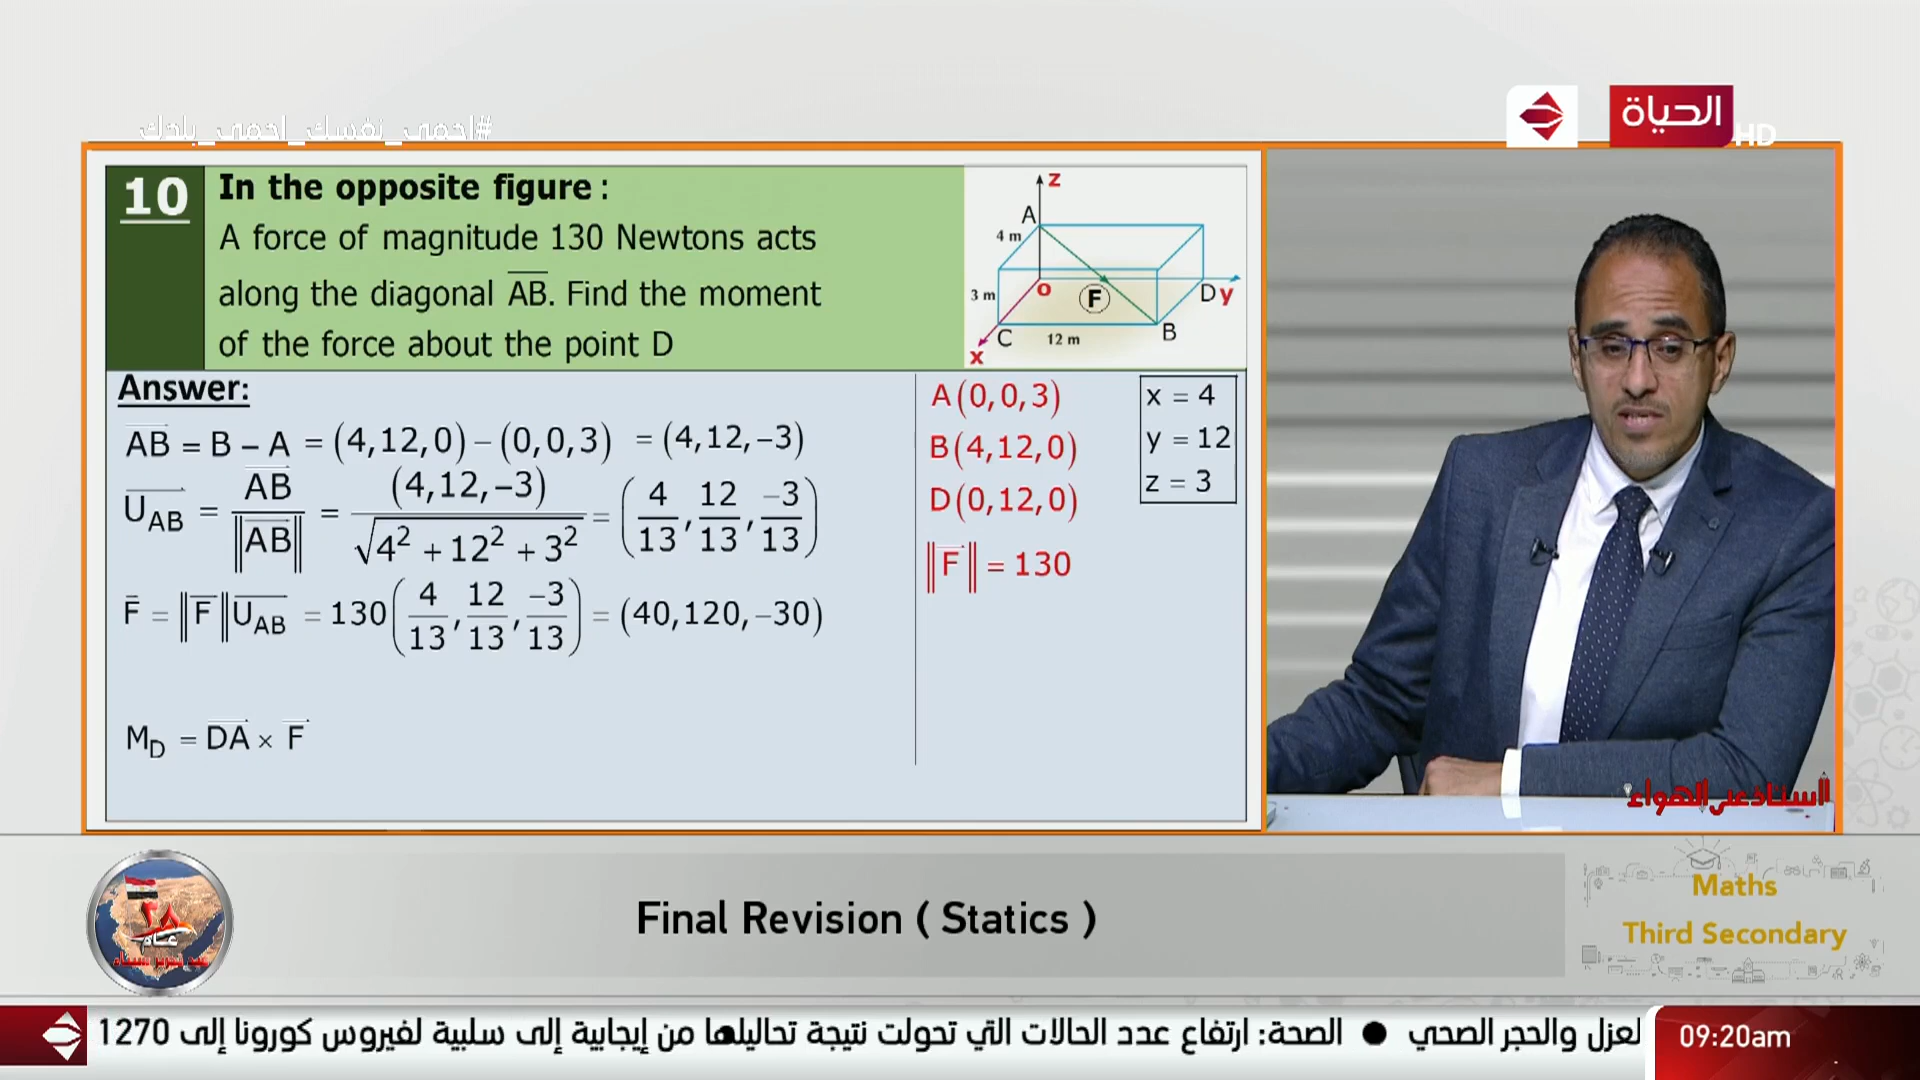 #احمي_نفسك_احمي_بلدك
الحياة
HD
10
In the opposite figure :
A force of magnitude 130 Newtons acts
along the diagonal AB. Find the moment
of the force about the point D
z
A
4 m
3 m
o
F
D y
C
12 m
B
x
Answer:
AB = B – A = (4,12,0) – (0,0,3) = (4,12,–3)
U_AB = AB / ||AB|| = (4,12,–3) / √(4² + 12² + 3²) = (4/13, 12/13, –3/13)
F = ||F|| U_AB = 130 (4/13, 12/13, –3/13) = (40,120,–30)
M_D = DA × F
A(0,0,3)
B(4,12,0)
D(0,12,0)
||F|| = 130
x = 4
y = 12
z = 3
أستاذ على الهواء
٣٨
عام
عيد تحرير سيناء
Final Revision ( Statics )
Maths
Third Secondary
لعزل والحجر الصحي ● الصحة: ارتفاع عدد الحالات التي تحولت نتيجة تحاليلها من إيجابية إلى سلبية لفيروس كورونا إلى 1270
09:20am